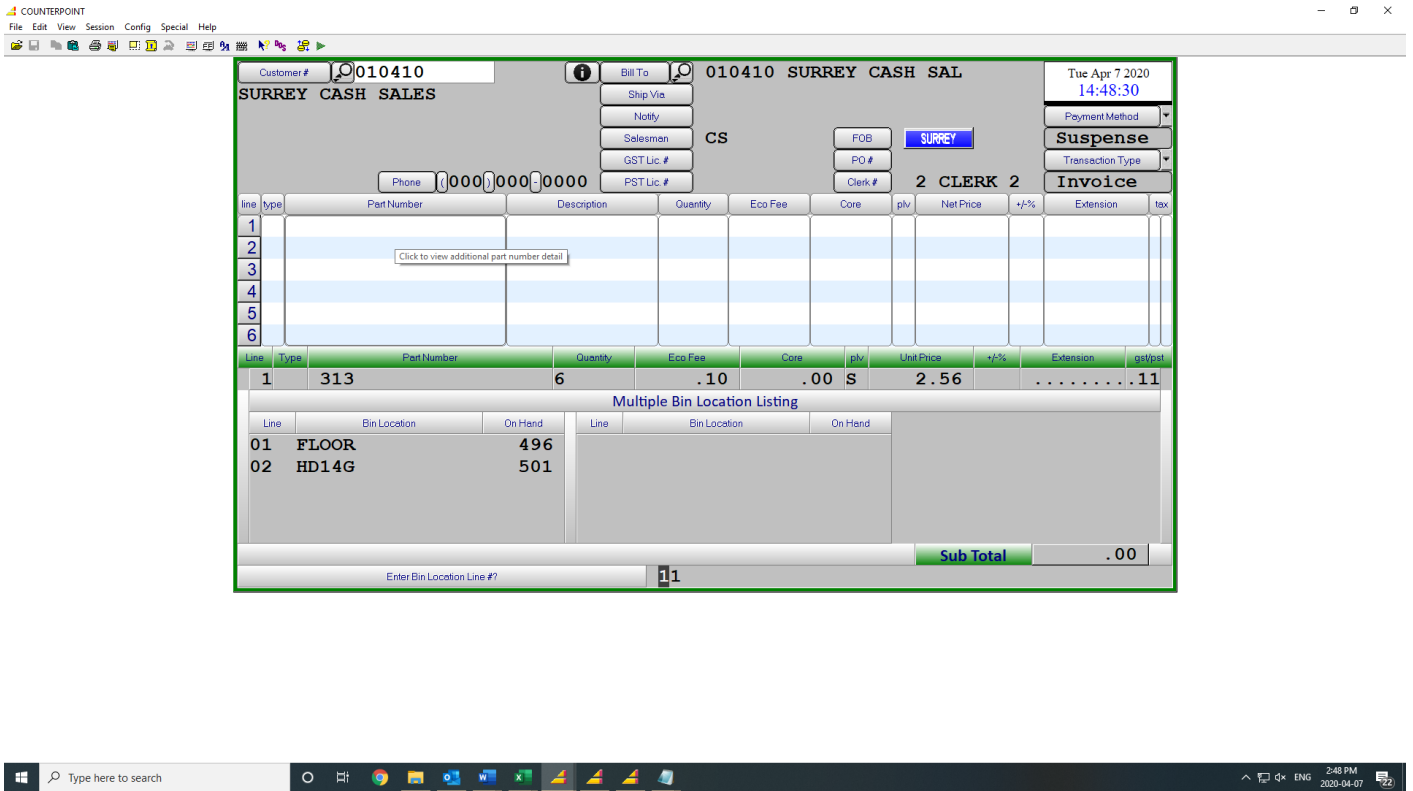 COUNTERPOINT
File Edit View Session Config Special Help
Customer # 010410 Bill To 010410 SURREY CASH SAL Tue Apr 7 2020
SURREY CASH SALES Ship Via 14:48:30
Notify Payment Method
Salesman CS FOB SURREY Suspense
GST Lic. # PO # Transaction Type
Phone (000)000-0000 PST Lic. # Clerk # 2 CLERK 2 Invoice
line type Part Number Description Quantity Eco Fee Core plv Net Price +/-% Extension tax
1
2
Click to view additional part number detail
3
4
5
6
Line Type Part Number Quantity Eco Fee Core plv Unit Price +/-% Extension gst/pst
1 313 6 .10 .00 S 2.56 .........11
Multiple Bin Location Listing
Line Bin Location On Hand Line Bin Location On Hand
01 FLOOR 496
02 HD14G 501
Sub Total .00
Enter Bin Location Line #? 11
Type here to search ENG 2:48 PM
2020-04-07 22